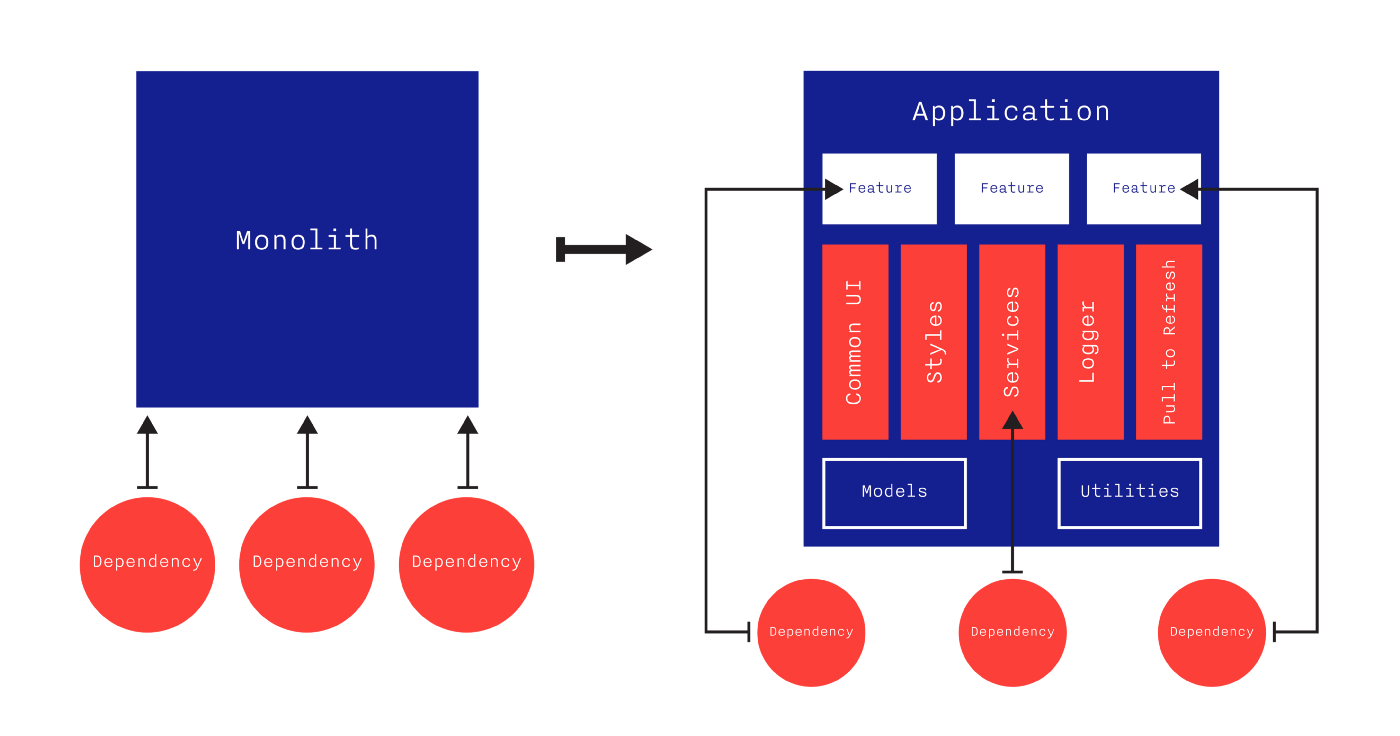 Monolith
Dependency
Dependency
Dependency
Application
Feature
Feature
Feature
Common UI
Styles
Services
Logger
Pull to Refresh
Models
Utilities
Dependency
Dependency
Dependency